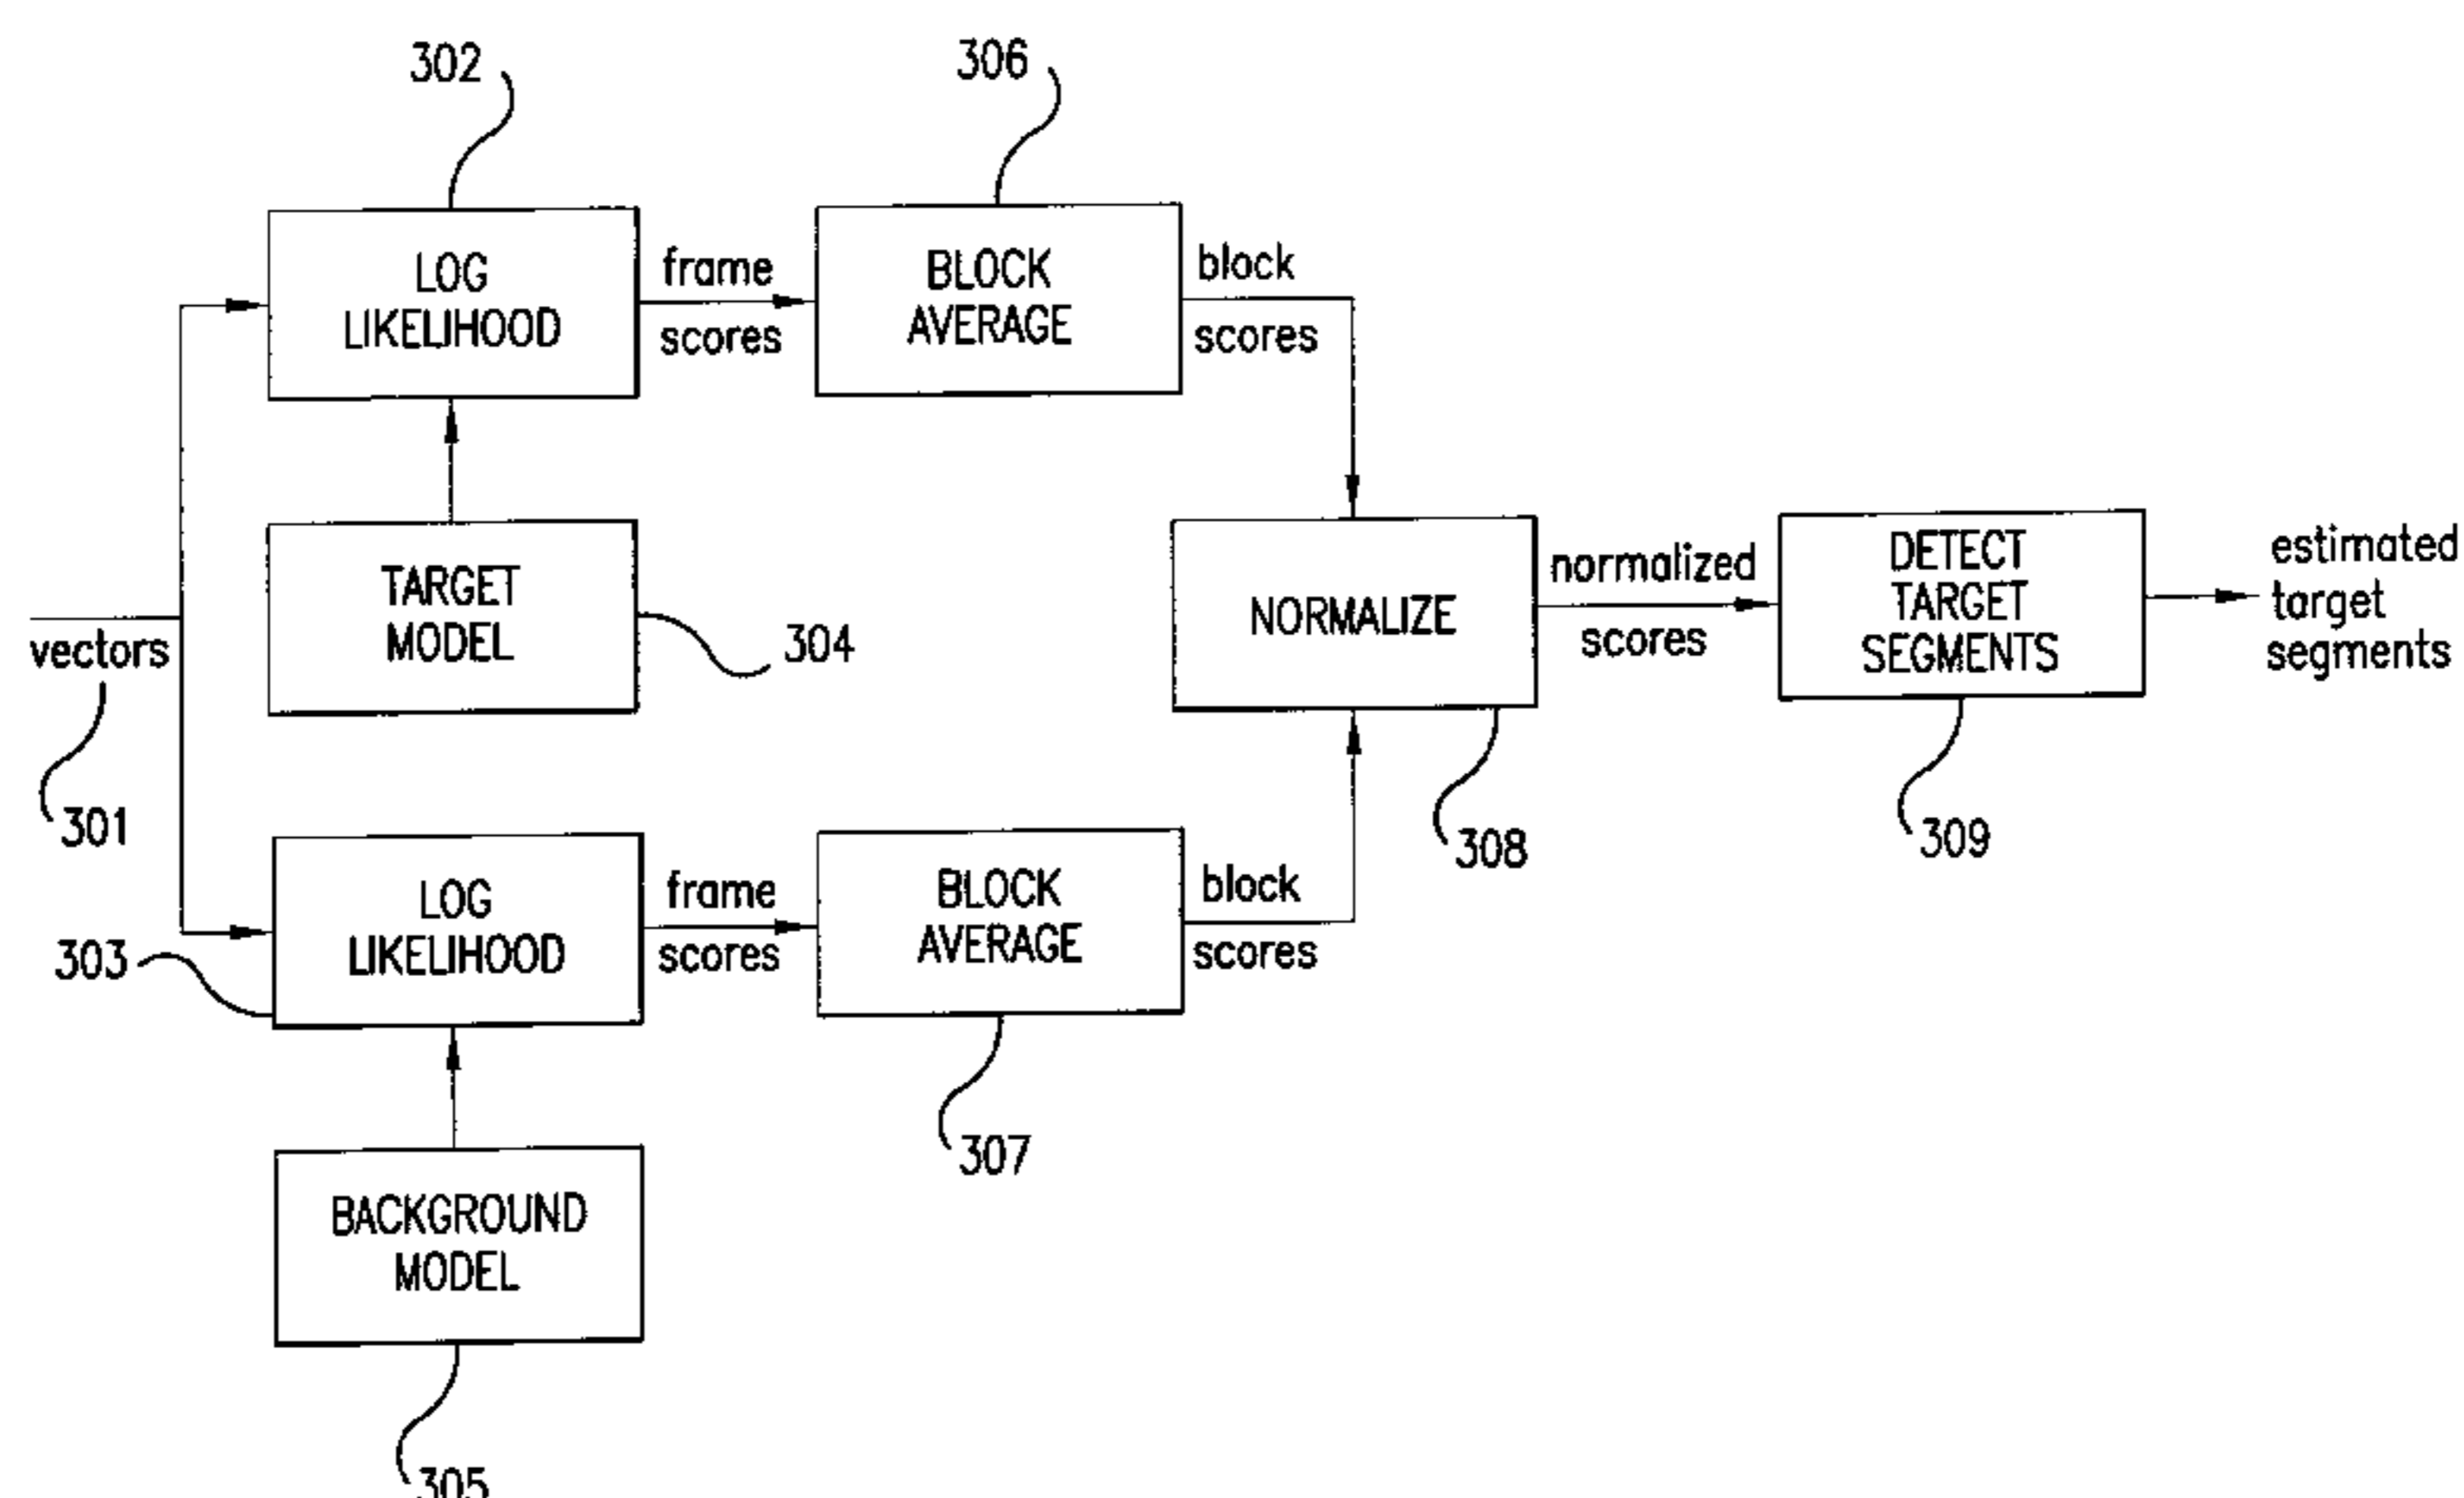 302
306
LOG
LIKELIHOOD
frame
scores
BLOCK
AVERAGE
block
scores
TARGET
MODEL
304
vectors
301
NORMALIZE
308
normalized
scores
DETECT
TARGET
SEGMENTS
309
estimated
target
segments
303
LOG
LIKELIHOOD
frame
scores
BLOCK
AVERAGE
307
block
scores
BACKGROUND
MODEL
305